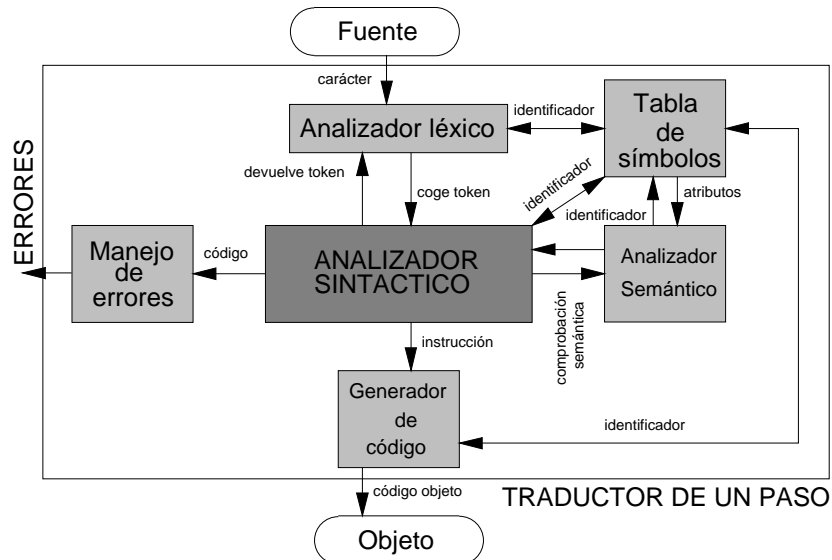 Fuente
carácter
Analizador léxico
identificador
Tabla
de
símbolos
devuelve token
coge token
identificador
identificador
atributos
ERRORES
Manejo
de
errores
código
ANALIZADOR
SINTACTICO
Analizador
Semántico
comprobación
semántica
instrucción
Generador
de
código
identificador
código objeto
TRADUCTOR DE UN PASO
Objeto